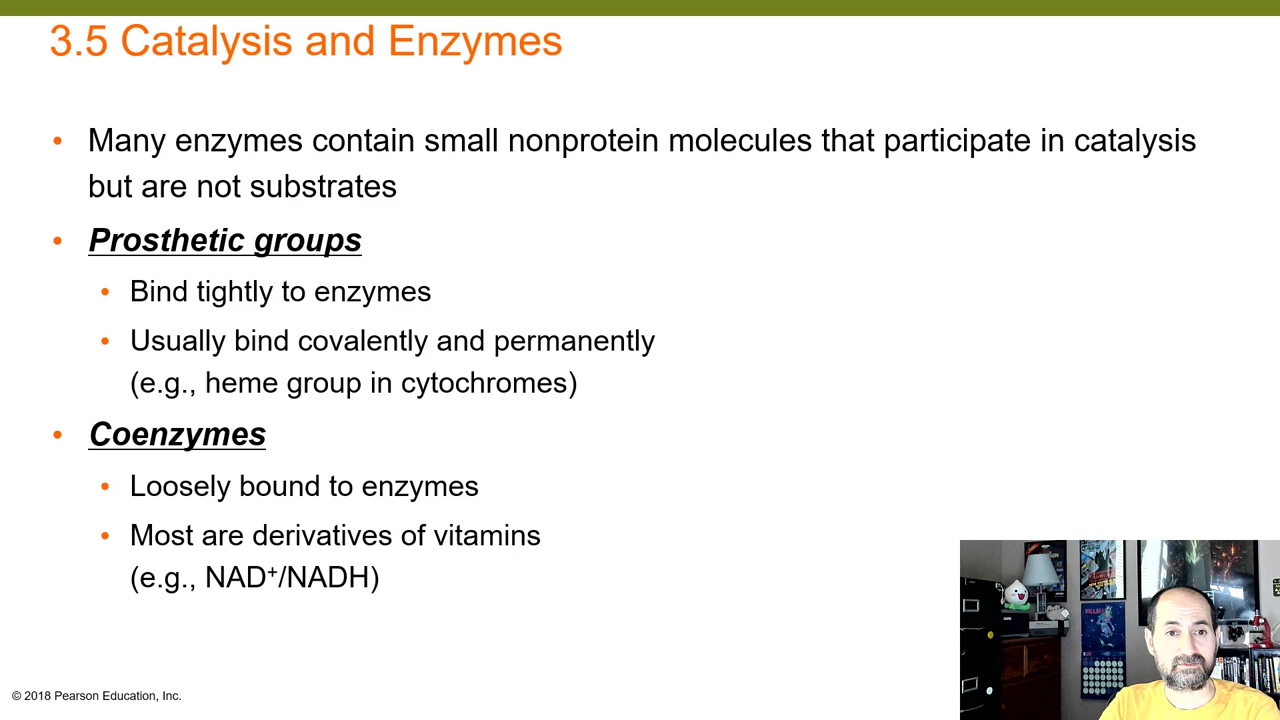 3.5 Catalysis and Enzymes
• Many enzymes contain small nonprotein molecules that participate in catalysis
but are not substrates
• Prosthetic groups
• Bind tightly to enzymes
• Usually bind covalently and permanently
(e.g., heme group in cytochromes)
• Coenzymes
• Loosely bound to enzymes
• Most are derivatives of vitamins
(e.g., NAD⁺/NADH)
© 2018 Pearson Education, Inc.